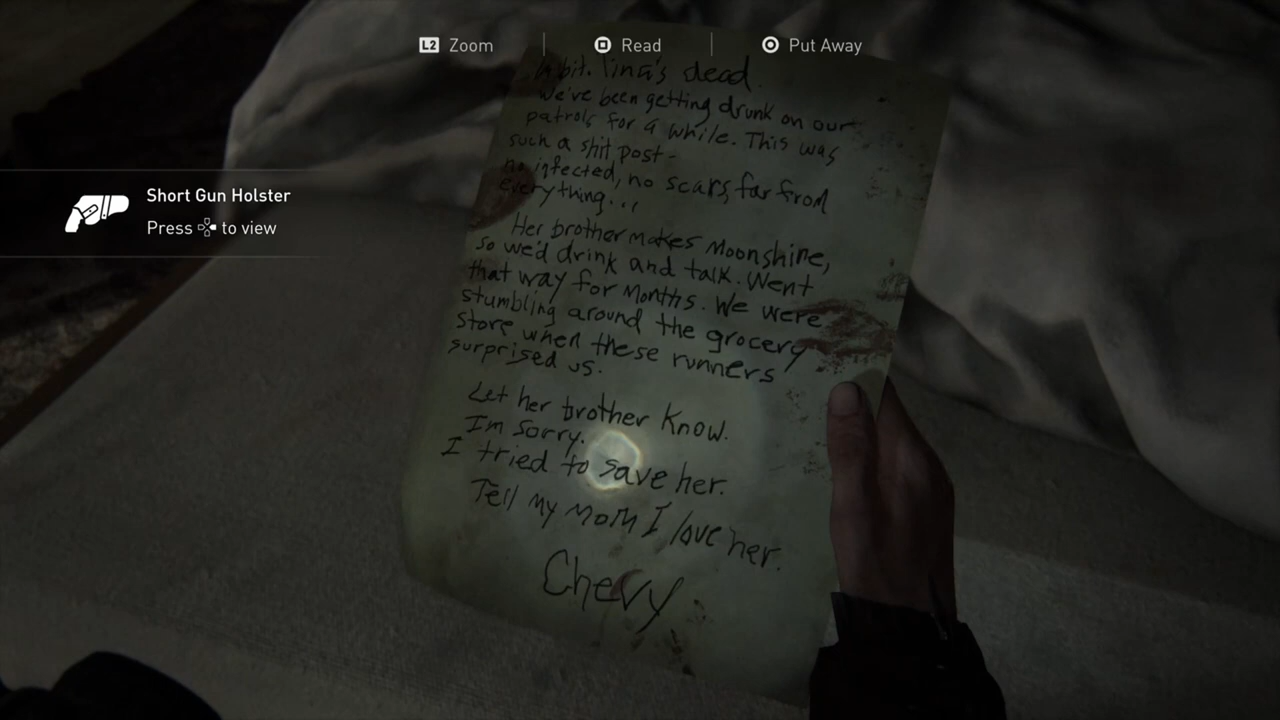 L2 Zoom
Read
Put Away
Short Gun Holster
Press to view
bit. Tina's dead.
We've been getting drunk on our
patrols for a while. This was
such a shit post -
no infected, no scars, far from
everything...
Her brother makes Moonshine,
so we'd drink and talk. Went
that way for Months. We were
stumbling around the grocery
store when these runners
surprised us.
Let her brother know.
I'm sorry.
I tried to save her.
Tell my mom I love her.
Chevy